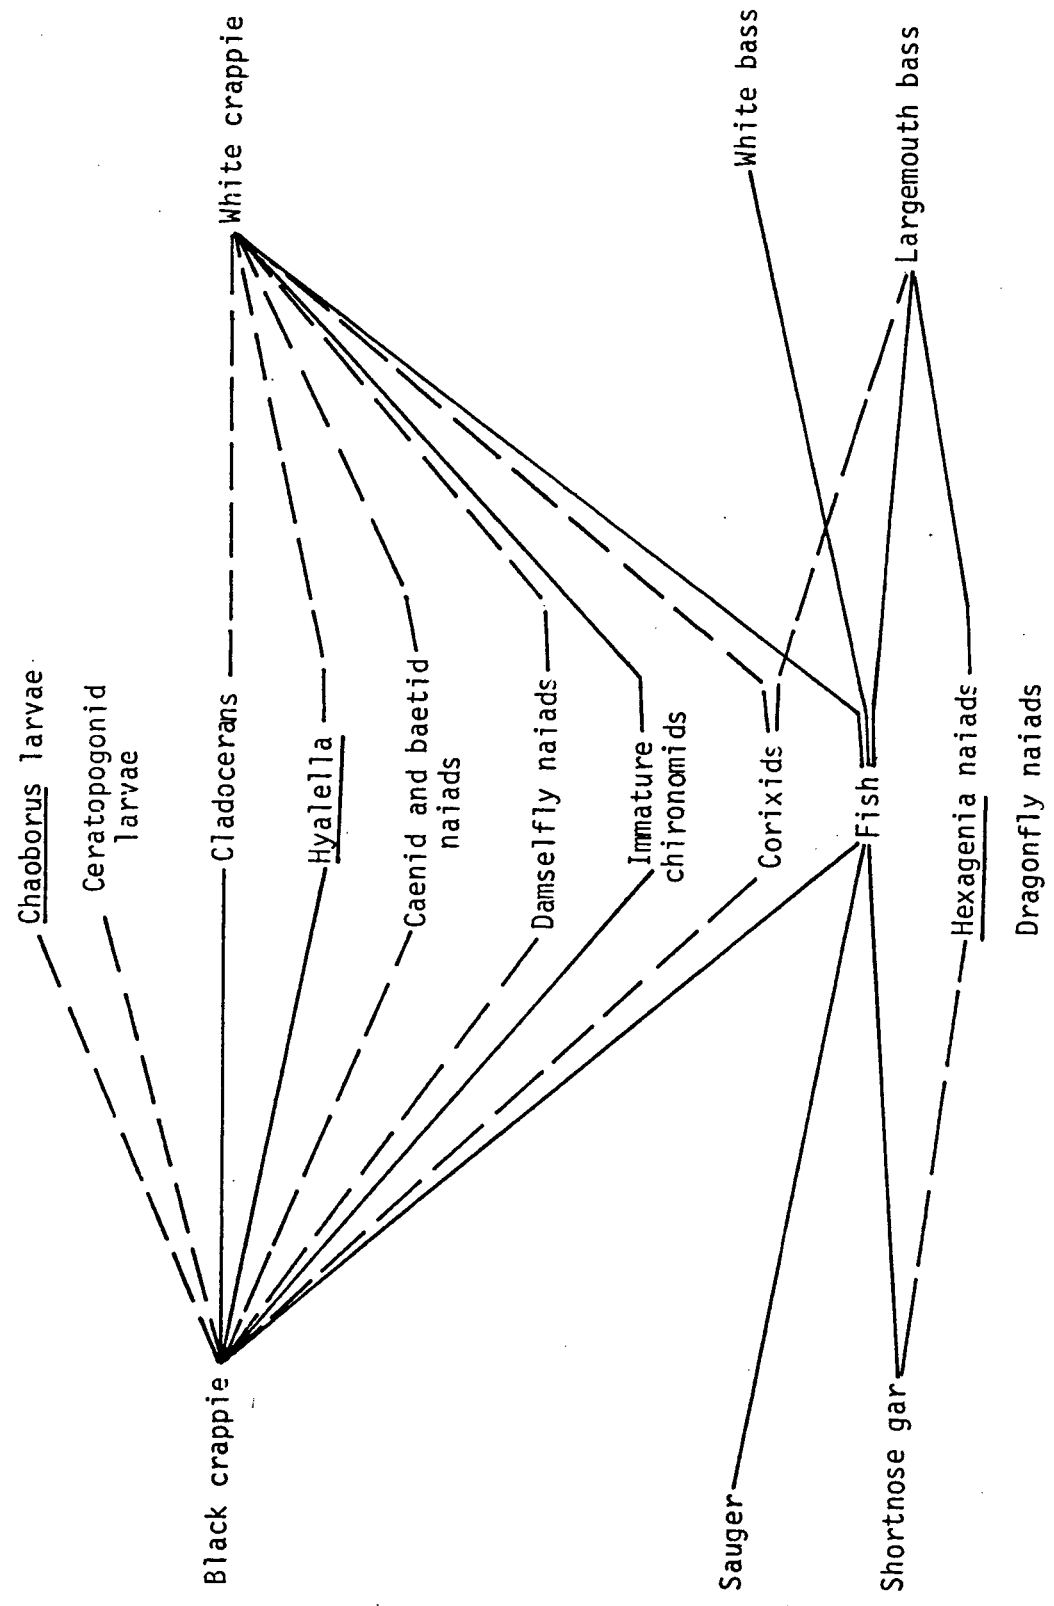 Chaoborus larvae
Ceratopogonid
larvae
Black crappie
Cladocerans
White crappie
Hyalella
Caenid and baetid
naiads
Damselfly naiads
Immature
chironomids
Sauger
Corixids
White bass
Fish
Shortnose gar
Largemouth bass
Hexagenia naiads
Dragonfly naiads